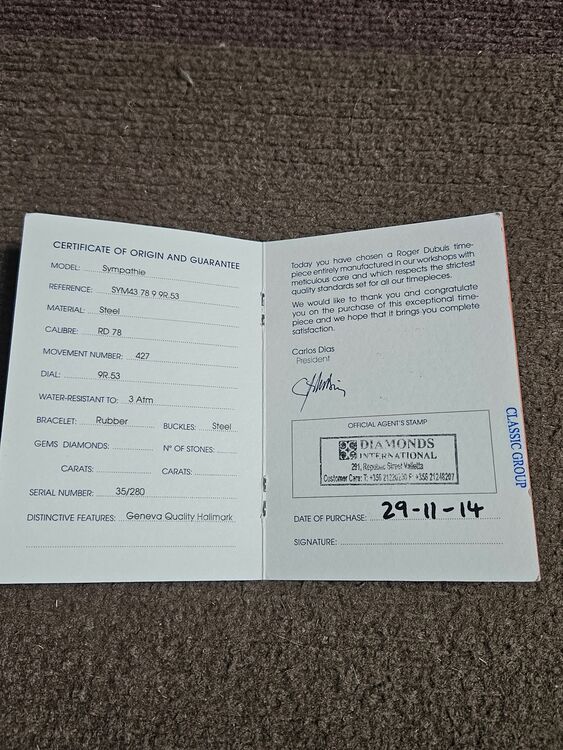 CERTIFICATE OF ORIGIN AND GUARANTEE
MODEL: Sympathie
REFERENCE: SYM43 78 9 9R.53
MATERIAL: Steel
CALIBRE: RD 78
MOVEMENT NUMBER: 427
DIAL: 9R.53
WATER-RESISTANT TO: 3 Atm
BRACELET: Rubber BUCKLES: Steel
GEMS DIAMONDS: N° OF STONES:
CARATS: CARATS:
SERIAL NUMBER: 35/280
DISTINCTIVE FEATURES: Geneva Quality Hallmark
Today you have chosen a Roger Dubuis time-
piece entirely manufactured in our workshops with
meticulous care and which respects the strictest
quality standards set for all our timepieces.
We would like to thank you and congratulate
you on the purchase of this exceptional time-
piece and we hope that it brings you complete
satisfaction.
Carlos Dias
President
OFFICIAL AGENT'S STAMP
DIAMONDS
INTERNATIONAL
291, Republic Street Valletta
Customer Care: T: +356 21220230 F: +356 21246207
DATE OF PURCHASE: 29-11-14
SIGNATURE:
CLASSIC GROUP